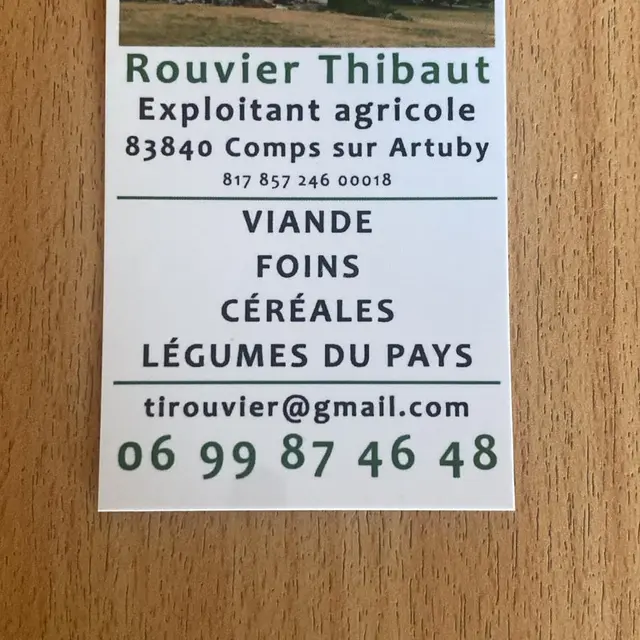 Rouvier Thibaut
Exploitant agricole
83840 Comps sur Artuby
817 857 246 00018
VIANDE
FOINS
CÉRÉALES
LÉGUMES DU PAYS
tirouvier@gmail.com
06 99 87 46 48